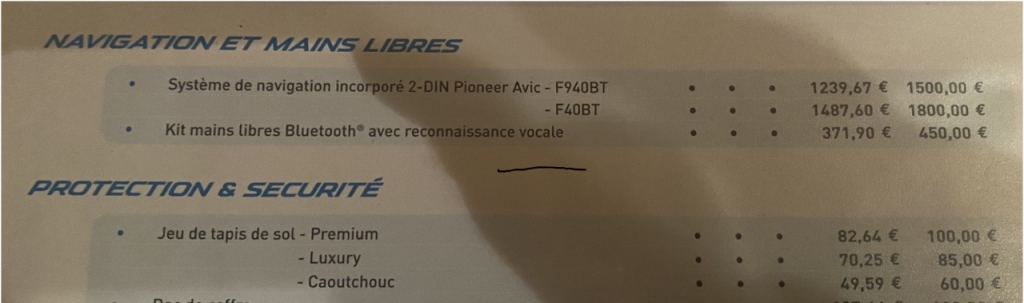 NAVIGATION ET MAINS LIBRES
• Système de navigation incorporé 2-DIN Pioneer Avic - F940BT • • • 1239,67 € 1500,00 €
- F40BT • • • 1487,60 € 1800,00 €
• Kit mains libres Bluetooth® avec reconnaissance vocale • • • 371,90 € 450,00 €
PROTECTION & SECURITÉ
• Jeu de tapis de sol - Premium • • • 82,64 € 100,00 €
- Luxury • • • 70,25 € 85,00 €
- Caoutchouc • • • 49,59 € 60,00 €